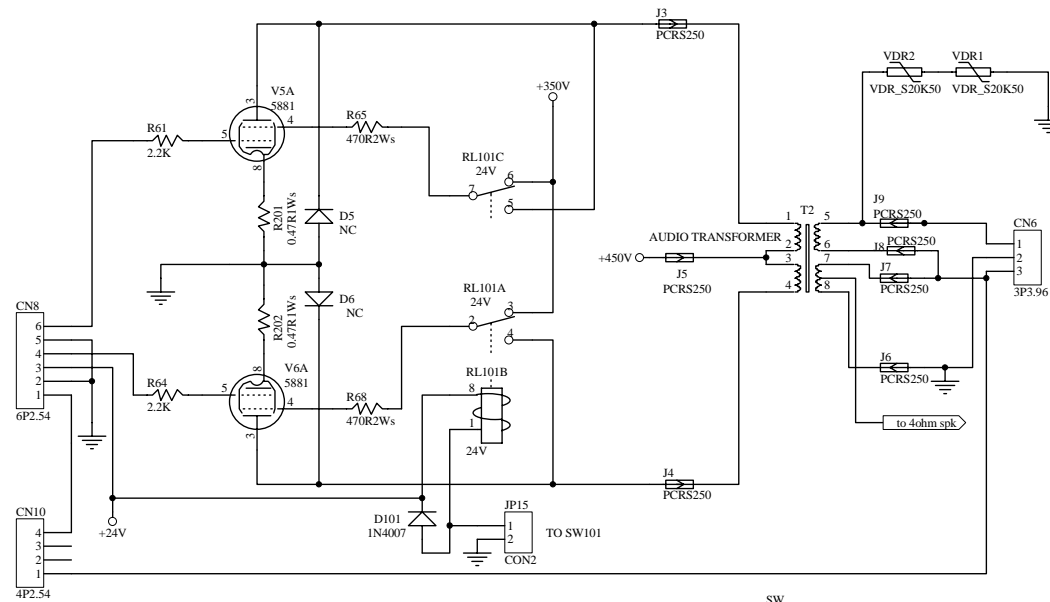 J3
PCRS250
VDR2
VDR1
VDR_S20K50
VDR_S20K50
+350V
V5A
5881
3
4
5
8
R61
2.2K
R65
470R2Ws
RL101C
24V
6
7
5
R201
0.47R1Ws
D5
NC
T2
J9
PCRS250
1
5
CN6
AUDIO TRANSFORMER
2
6
J8
PCRS250
1
+450V
3
7
J7
2
J5
PCRS250
PCRS250
4
8
3
3P3.96
RL101A
24V
D6
NC
R202
0.47R1Ws
3
2
4
CN8
6
5
4
3
2
1
6P2.54
J6
PCRS250
V6A
5881
8
5
4
3
R64
2.2K
R68
470R2Ws
RL101B
8
1
24V
to 4ohm spk
J4
PCRS250
CN10
4
3
2
1
4P2.54
+24V
D101
1N4007
JP15
1
2
CON2
TO SW101
SW